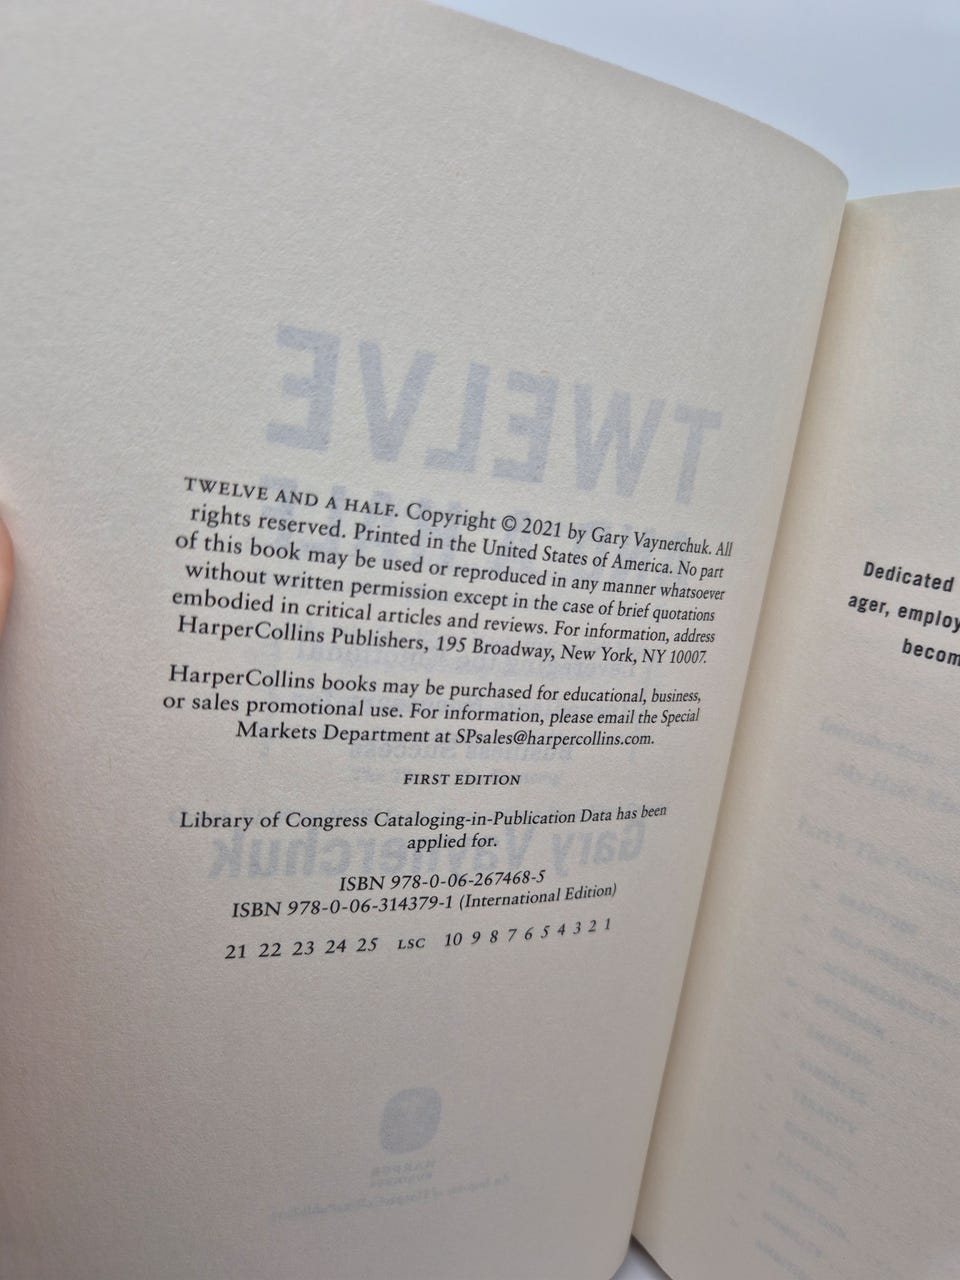 TWELVE
TWELVE AND A HALF. Copyright © 2021 by Gary Vaynerchuk. All
rights reserved. Printed in the United States of America. No part
of this book may be used or reproduced in any manner whatsoever
without written permission except in the case of brief quotations
embodied in critical articles and reviews. For information, address
HarperCollins Publishers, 195 Broadway, New York, NY 10007.
HarperCollins books may be purchased for educational, business,
or sales promotional use. For information, please email the Special
Markets Department at SPsales@harpercollins.com.
FIRST EDITION
Library of Congress Cataloging-in-Publication Data has been
applied for.
Gary Vaynerchuk
ISBN 978-0-06-267468-5
ISBN 978-0-06-314379-1 (International Edition)
21 22 23 24 25 LSC 10 9 8 7 6 5 4 3 2 1
Dedicated
ager, employ
becom